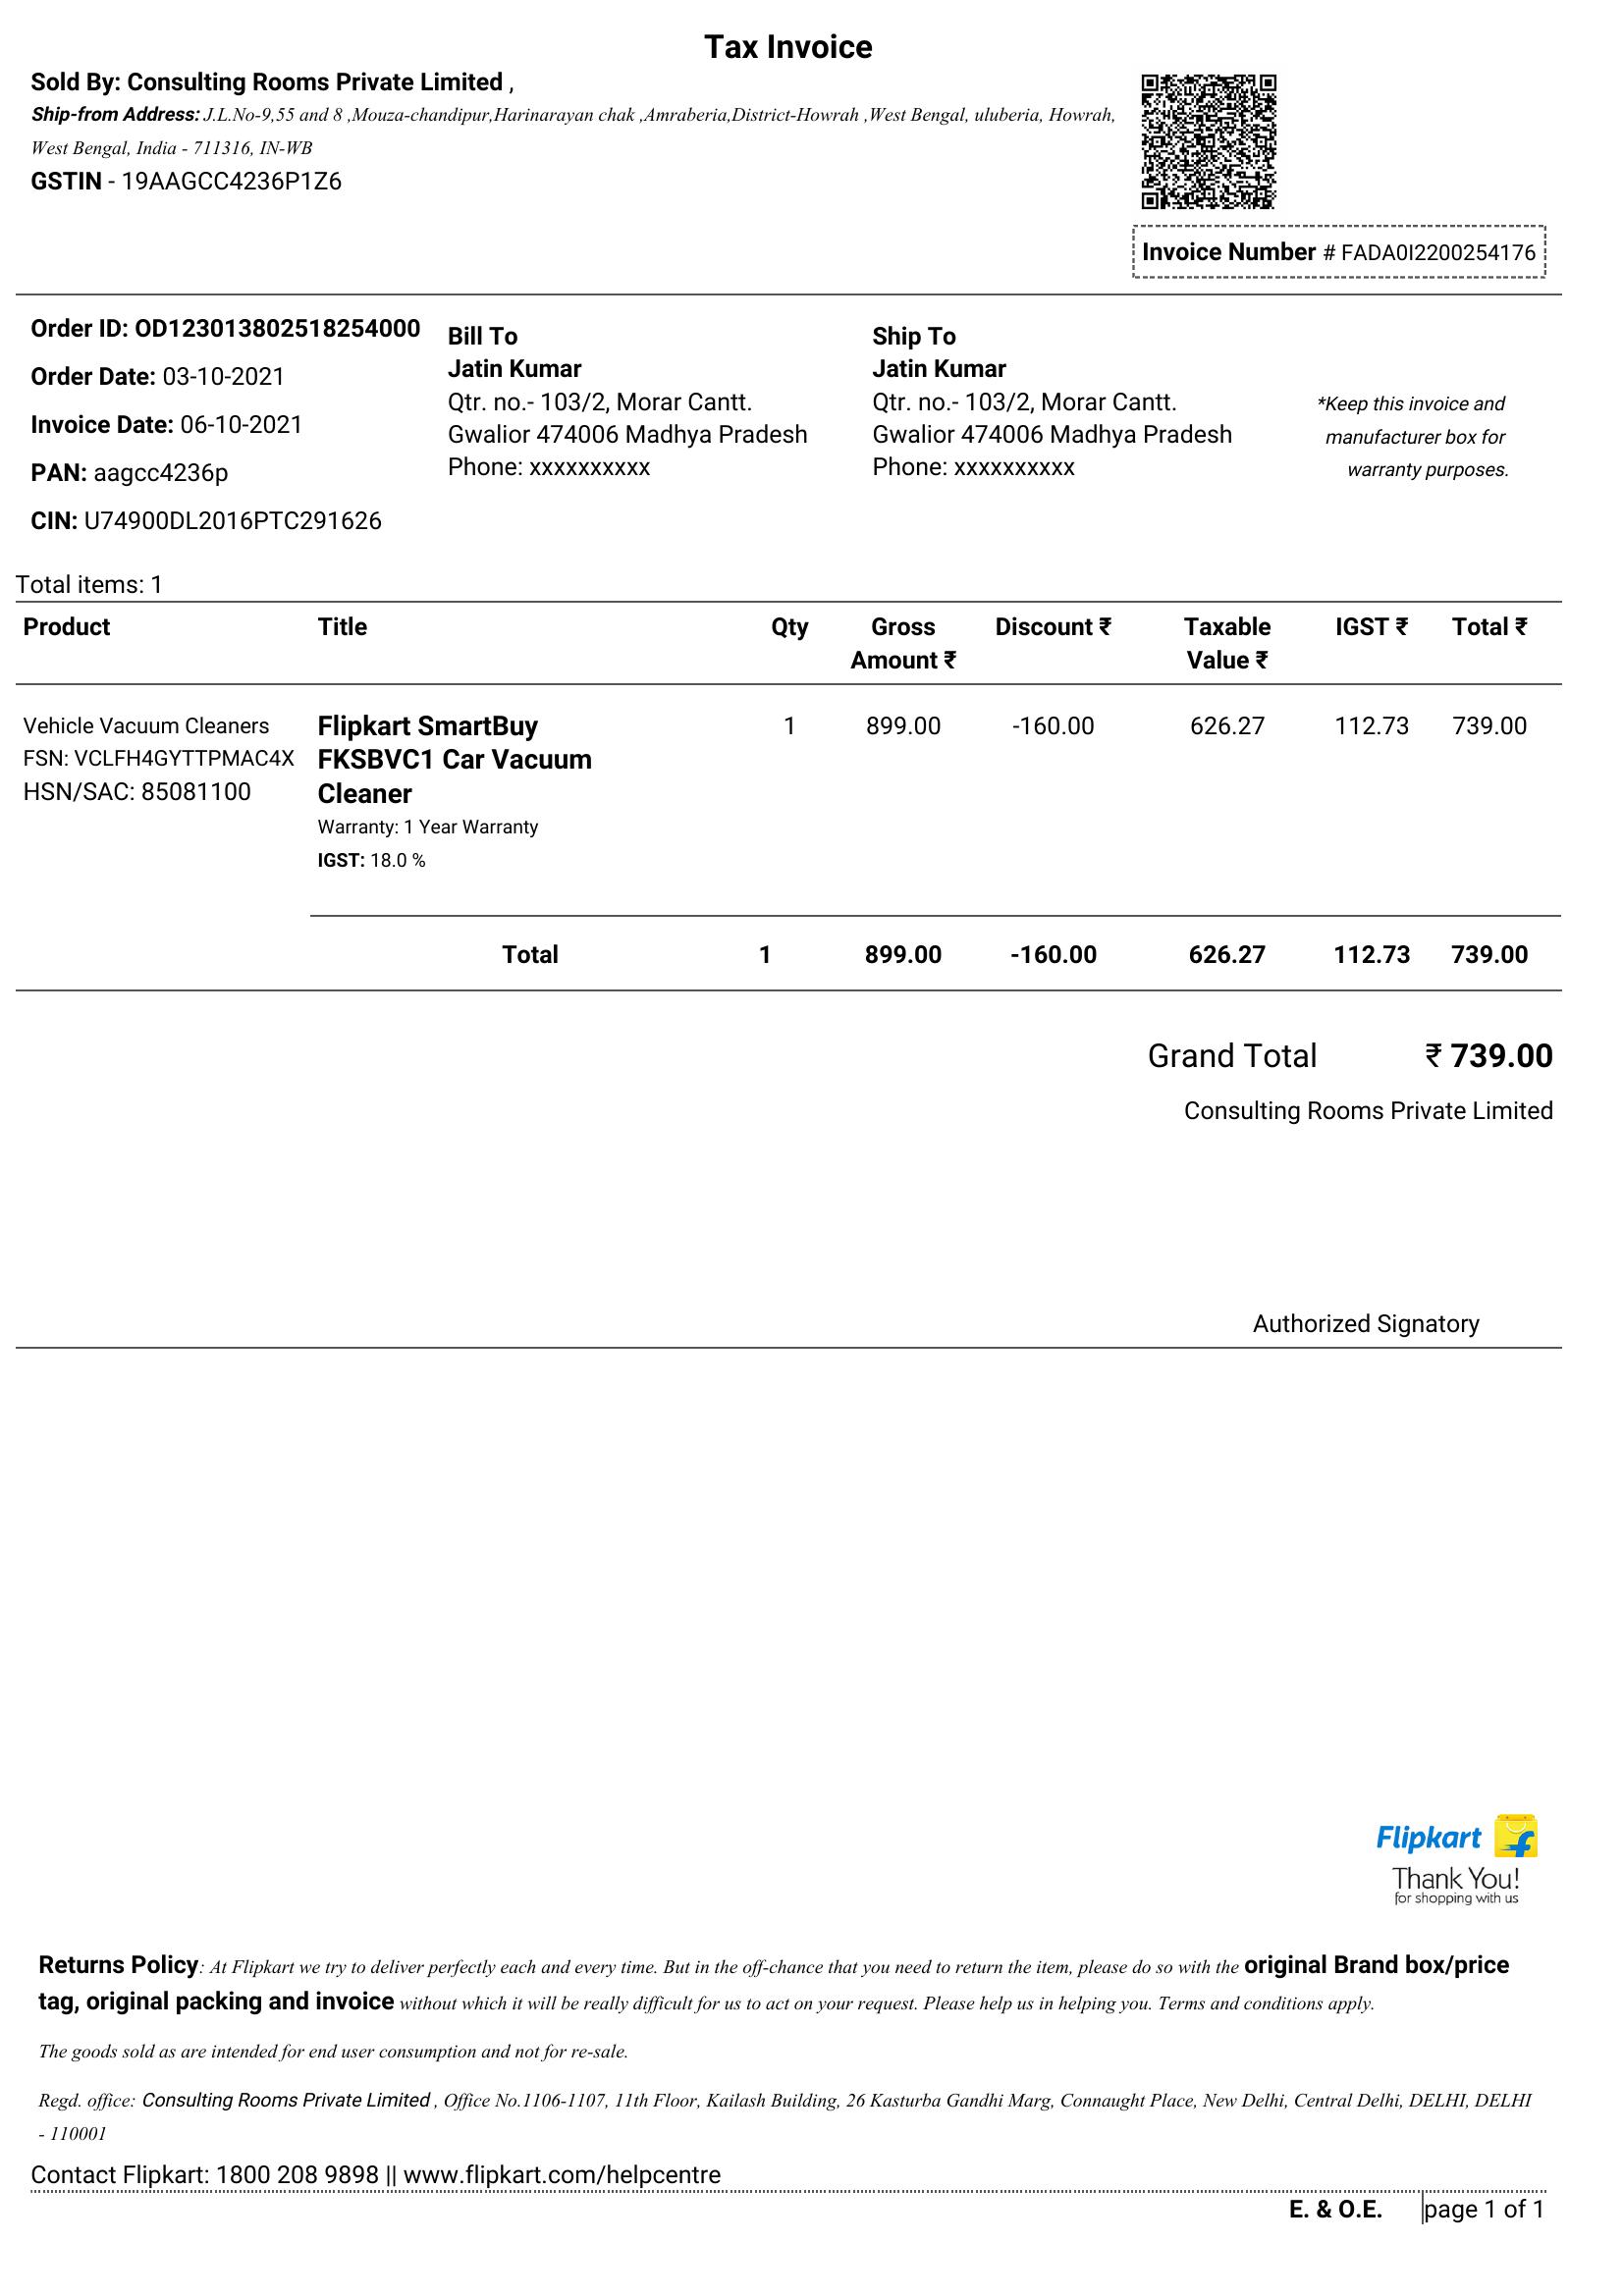 Tax Invoice
Sold By: Consulting Rooms Private Limited ,
Ship-from Address: J.L.No-9,55 and 8 ,Mouza-chandipur,Harinarayan chak ,Amraberia,District-Howrah ,West Bengal, uluberia, Howrah,
West Bengal, India - 711316, IN-WB
GSTIN - 19AAGCC4236P1Z6
Invoice Number # FADA0I2200254176
Order ID: OD123013802518254000
Order Date: 03-10-2021
Invoice Date: 06-10-2021
PAN: aagcc4236p
CIN: U74900DL2016PTC291626
Bill To
Jatin Kumar
Qtr. no.- 103/2, Morar Cantt.
Gwalior 474006 Madhya Pradesh
Phone: xxxxxxxxxx
Ship To
Jatin Kumar
Qtr. no.- 103/2, Morar Cantt.
Gwalior 474006 Madhya Pradesh
Phone: xxxxxxxxxx
*Keep this invoice and
manufacturer box for
warranty purposes.
Total items: 1
Product Title Qty Gross Amount ₹ Discount ₹ Taxable Value ₹ IGST ₹ Total ₹
Vehicle Vacuum Cleaners
FSN: VCLFH4GYTTPMAC4X
HSN/SAC: 85081100
Flipkart SmartBuy
FKSBVC1 Car Vacuum
Cleaner
Warranty: 1 Year Warranty
IGST: 18.0 %
1 899.00 -160.00 626.27 112.73 739.00
Total 1 899.00 -160.00 626.27 112.73 739.00
Grand Total ₹ 739.00
Consulting Rooms Private Limited
Authorized Signatory
Flipkart
Thank You!
for shopping with us
Returns Policy: At Flipkart we try to deliver perfectly each and every time. But in the off-chance that you need to return the item, please do so with the original Brand box/price
tag, original packing and invoice without which it will be really difficult for us to act on your request. Please help us in helping you. Terms and conditions apply.
The goods sold as are intended for end user consumption and not for re-sale.
Regd. office: Consulting Rooms Private Limited , Office No.1106-1107, 11th Floor, Kailash Building, 26 Kasturba Gandhi Marg, Connaught Place, New Delhi, Central Delhi, DELHI, DELHI
- 110001
Contact Flipkart: 1800 208 9898 || www.flipkart.com/helpcentre
E. & O.E. page 1 of 1